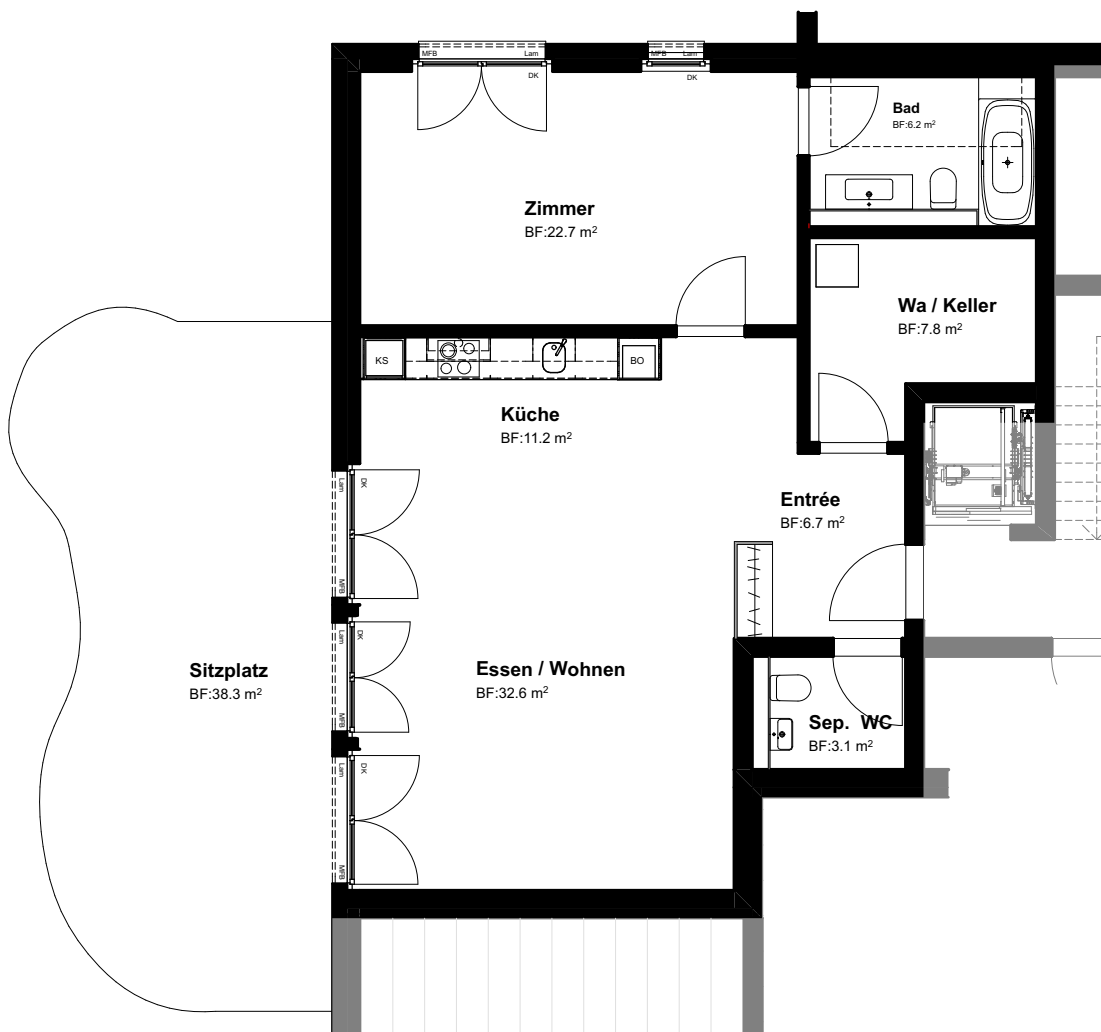 MFB
Lam
DK
MFB
Lam
DK
Bad
BF:6.2 m²
Zimmer
BF:22.7 m²
Wa / Keller
BF:7.8 m²
KS
BO
Küche
BF:11.2 m²
Lam
DK
MFB
Entrée
BF:6.7 m²
Lam
DK
MFB
Sitzplatz
BF:38.3 m²
Essen / Wohnen
BF:32.6 m²
Sep. WC
BF:3.1 m²
Lam
DK
MFB